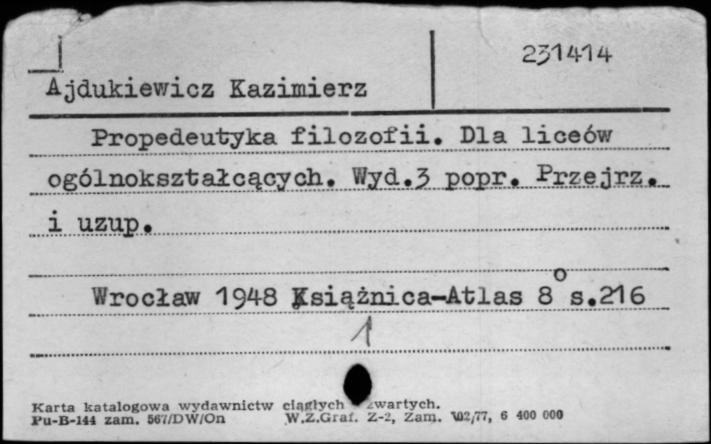 231414
Ajdukiewicz Kazimierz
Propedeutyka filozofii. Dla liceów
ogólnokształcących. Wyd.3 popr. Przejrz.
i uzup.
Wrocław 1948 Książnica-Atlas 8° s.216
1
Karta katalogowa wydawnictw ciągłych zwartych.
Pu-B-144 zam. 567/DW/On W.Z.Graf. Z-2, Zam. 6 400 000